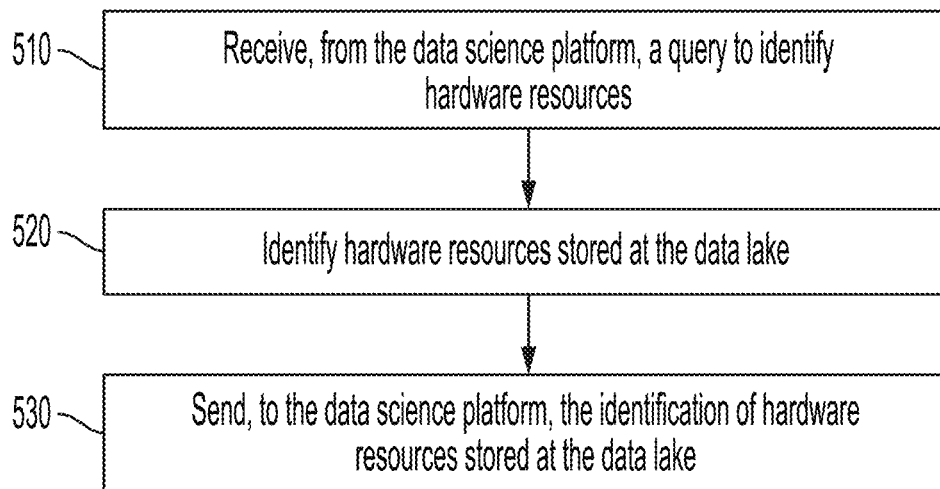 510
Receive, from the data science platform, a query to identify
hardware resources
520
Identify hardware resources stored at the data lake
530
Send, to the data science platform, the identification of hardware
resources stored at the data lake